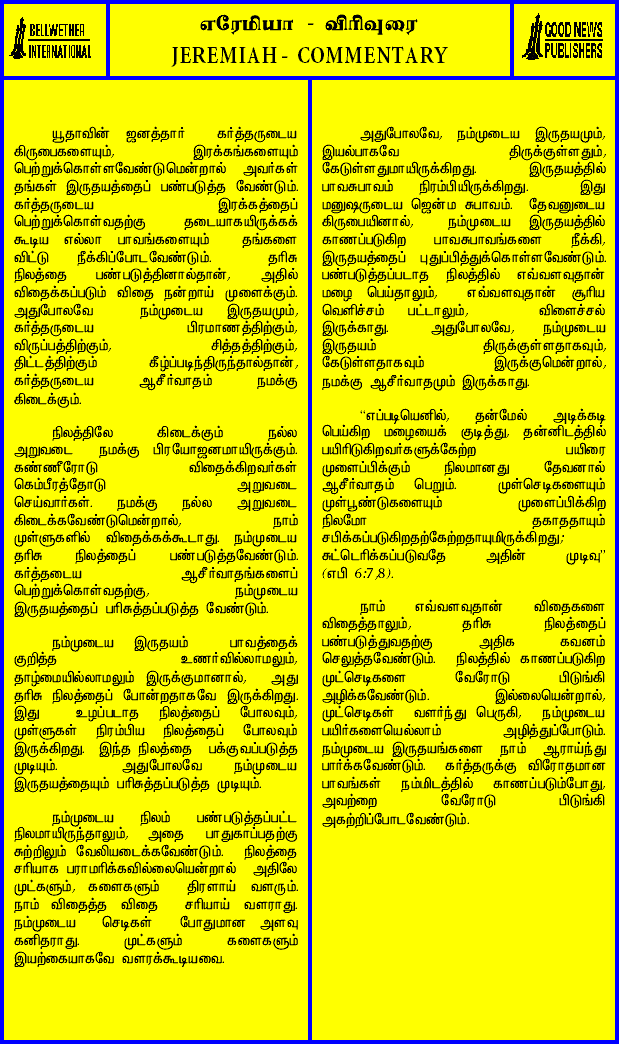 BELLWETHER
INTERNATIONAL
எரேமியா - விரிவுரை
JEREMIAH - COMMENTARY
GOOD NEWS
PUBLISHERS
யூதாவின் ஜனத்தார் கர்த்தருடைய
கிருபைகளையும், இரக்கங்களையும்
பெற்றுக்கொள்ளவேண்டுமென்றால் அவர்கள்
தங்கள் இருதயத்தைப் பண்படுத்த வேண்டும்.
கர்த்தருடைய இரக்கத்தைப்
பெற்றுக்கொள்வதற்கு தடையாகயிருக்கக்
கூடிய எல்லா பாவங்களையும் தங்களை
விட்டு நீக்கிப்போடவேண்டும். தரிசு
நிலத்தை பண்படுத்தினால்தான், அதில்
விதைக்கப்படும் விதை நன்றாய் முளைக்கும்.
அதுபோலவே நம்முடைய இருதயமும்,
கர்த்தருடைய பிரமாணத்திற்கும்,
விருப்பத்திற்கும், சித்தத்திற்கும்,
திட்டத்திற்கும் கீழ்ப்படிந்திருந்தால்தான்,
கர்த்தருடைய ஆசீர்வாதம் நமக்கு
கிடைக்கும்.
நிலத்திலே கிடைக்கும் நல்ல
அறுவடை நமக்கு பிரயோஜனமாயிருக்கும்.
கண்ணீரோடு விதைக்கிறவர்கள்
கெம்பீரத்தோடு அறுவடை
செய்வார்கள். நமக்கு நல்ல அறுவடை
கிடைக்கவேண்டுமென்றால், நாம்
முள்ளுகளில் விதைக்கக்கூடாது. நம்முடைய
தரிசு நிலத்தைப் பண்படுத்தவேண்டும்.
கர்த்தடைய ஆசீர்வாதங்களைப்
பெற்றுக்கொள்வதற்கு, நம்முடைய
இருதயத்தைப் பரிசுத்தப்படுத்த வேண்டும்.
நம்முடைய இருதயம் பாவத்தைக்
குறித்த உணர்வில்லாமலும்,
தாழ்மையில்லாமலும் இருக்குமானால், அது
தரிசு நிலத்தைப் போன்றதாகவே இருக்கிறது.
இது உழப்படாத நிலத்தைப் போலவும்,
முள்ளுகள் நிரம்பிய நிலத்தைப் போலவும்
இருக்கிறது. இந்த நிலத்தை பக்குவப்படுத்த
முடியும். அதுபோலவே நம்முடைய
இருதயத்தையும் பரிசுத்தப்படுத்த முடியும்.
நம்முடைய நிலம் பண்படுத்தப்பட்ட
நிலமாயிருந்தாலும், அதை பாதுகாப்பதற்கு
சுற்றிலும் வேலியடைக்கவேண்டும். நிலத்தை
சரியாக பராமரிக்கவில்லையென்றால் அதிலே
முட்களும், களைகளும் திரளாய் வளரும்.
நாம் விதைத்த விதை சரியாய் வளராது.
நம்முடைய செடிகள் போதுமான அளவு
கனிதராது. முட்களும் களைகளும்
இயற்கையாகவே வளரக்கூடியவை.
அதுபோலவே, நம்முடைய இருதயமும்,
இயல்பாகவே திருக்குள்ளதும்,
கேடுள்ளதுமாயிருக்கிறது. இருதயத்தில்
பாவசுபாவம் நிரம்பியிருக்கிறது. இது
மனுஷருடைய ஜென்ம சுபாவம். தேவனுடைய
கிருபையினால், நம்முடைய இருதயத்தில்
காணப்படுகிற பாவசுபாவங்களை நீக்கி,
இருதயத்தைப் புதுப்பித்துக்கொள்ளவேண்டும்.
பண்படுத்தப்படாத நிலத்தில் எவ்வளவுதான்
மழை பெய்தாலும், எவ்வளவுதான் சூரிய
வெளிச்சம் பட்டாலும், விளைச்சல்
இருக்காது. அதுபோலவே, நம்முடைய
இருதயம் திருக்குள்ளதாகவும்,
கேடுள்ளதாகவும் இருக்குமென்றால்,
நமக்கு ஆசீர்வாதமும் இருக்காது.
“எப்படியெனில், தன்மேல் அடிக்கடி
பெய்கிற மழையைக் குடித்து, தன்னிடத்தில்
பயிரிடுகிறவர்களுக்கேற்ற பயிரை
முளைப்பிக்கும் நிலமானது தேவனால்
ஆசீர்வாதம் பெறும். முள்செடிகளையும்
முள்பூண்டுகளையும் முளைப்பிக்கிற
நிலமோ தகாததாயும்
சபிக்கப்படுகிறதற்கேற்றதாயுமிருக்கிறது;
சுட்டெரிக்கப்படுவதே அதின் முடிவு”
(எபி 6:7,8).
நாம் எவ்வளவுதான் விதைகளை
விதைத்தாலும், தரிசு நிலத்தைப்
பண்படுத்துவதற்கு அதிக கவனம்
செலுத்தவேண்டும். நிலத்தில் காணப்படுகிற
முட்செடிகளை வேரோடு பிடுங்கி
அழிக்கவேண்டும். இல்லையென்றால்,
முட்செடிகள் வளர்ந்து பெருகி, நம்முடைய
பயிர்களையெல்லாம் அழித்துப்போடும்.
நம்முடைய இருதயங்களை நாம் ஆராய்ந்து
பார்க்கவேண்டும். கர்த்தருக்கு விரோதமான
பாவங்கள் நம்மிடத்தில் காணப்படும்போது,
அவற்றை வேரோடு பிடுங்கி
அகற்றிப்போடவேண்டும்.